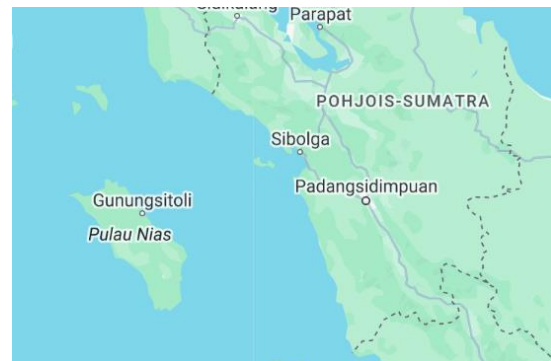 Parapat
POHJOIS-SUMATRA
Sibolga
Padangsidimpuan
Gunungsitoli
Pulau Nias